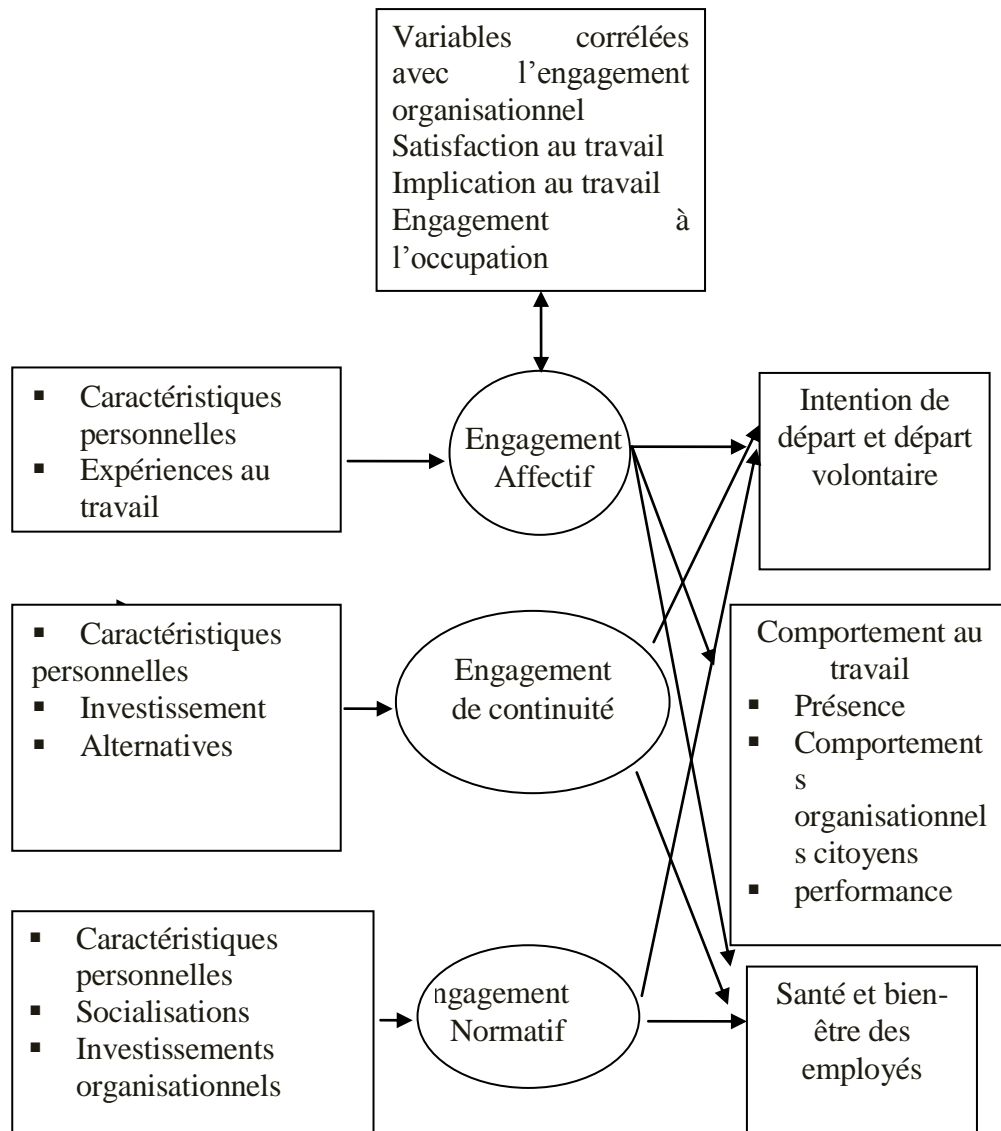 Variables corrélées
avec l’engagement
organisationnel
Satisfaction au travail
Implication au travail
Engagement à
l’occupation
▪ Caractéristiques
personnelles
▪ Expériences au
travail
Engagement
Affectif
Intention de
départ et départ
volontaire
▪ Caractéristiques
personnelles
▪ Investissement
▪ Alternatives
Engagement
de continuité
Comportement au
travail
▪ Présence
▪ Comportement
s
organisationnel
s citoyens
▪ performance
▪ Caractéristiques
personnelles
▪ Socialisations
▪ Investissements
organisationnels
ngagement
Normatif
Santé et bien-
être des
employés